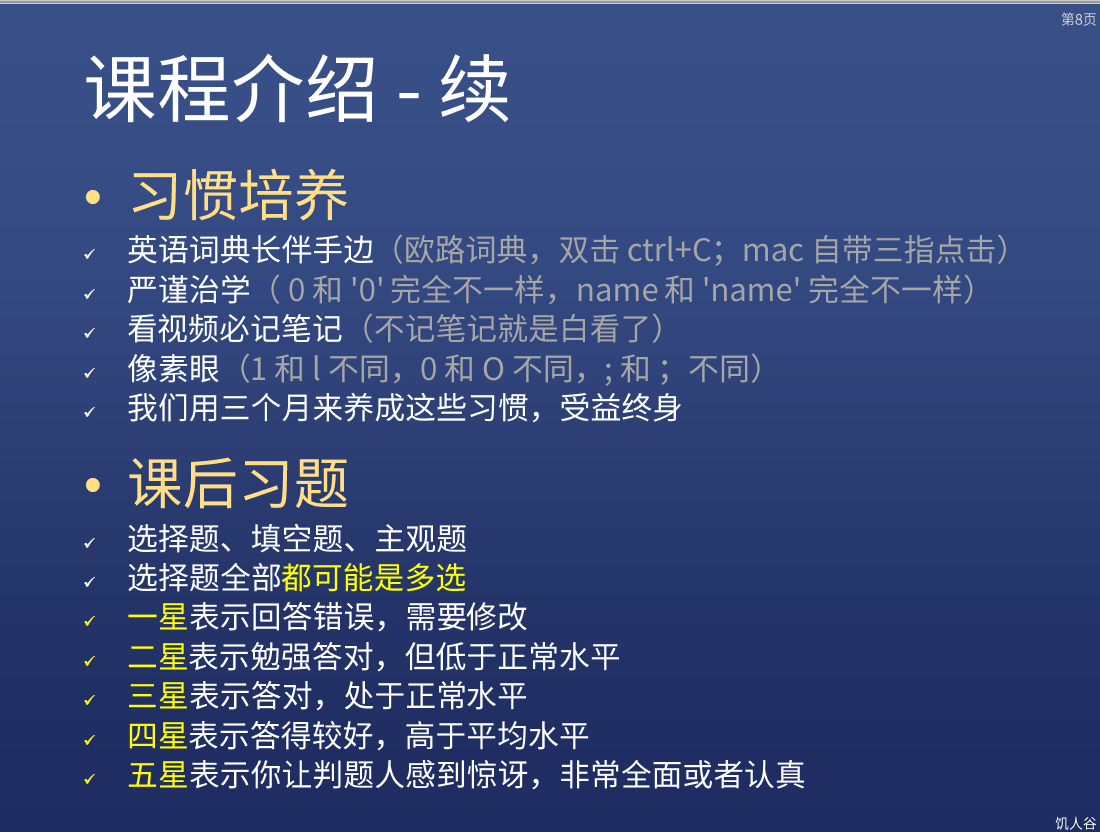 第8页
课程介绍 - 续
• 习惯培养
✓ 英语词典长伴手边（欧路词典，双击 ctrl+C；mac 自带三指点击）
✓ 严谨治学（ 0 和 '0' 完全不一样，name 和 'name' 完全不一样）
✓ 看视频必记笔记（不记笔记就是白看了）
✓ 像素眼（1 和 l 不同，0 和 O 不同，; 和 ；不同）
✓ 我们用三个月来养成这些习惯，受益终身
• 课后习题
✓ 选择题、填空题、主观题
✓ 选择题全部都可能是多选
✓ 一星表示回答错误，需要修改
✓ 二星表示勉强答对，但低于正常水平
✓ 三星表示答对，处于正常水平
✓ 四星表示答得较好，高于平均水平
✓ 五星表示你让判题人感到惊讶，非常全面或者认真
饥人谷